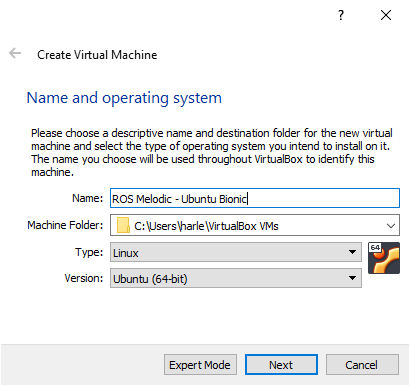 Create Virtual Machine
Name and operating system
Please choose a descriptive name and destination folder for the new virtual
machine and select the type of operating system you intend to install on it.
The name you choose will be used throughout VirtualBox to identify this
machine.
Name: ROS Melodic - Ubuntu Bionic
Machine Folder: C:\Users\harle\VirtualBox VMs
Type: Linux
64
Version: Ubuntu (64-bit)
Expert Mode Next Cancel